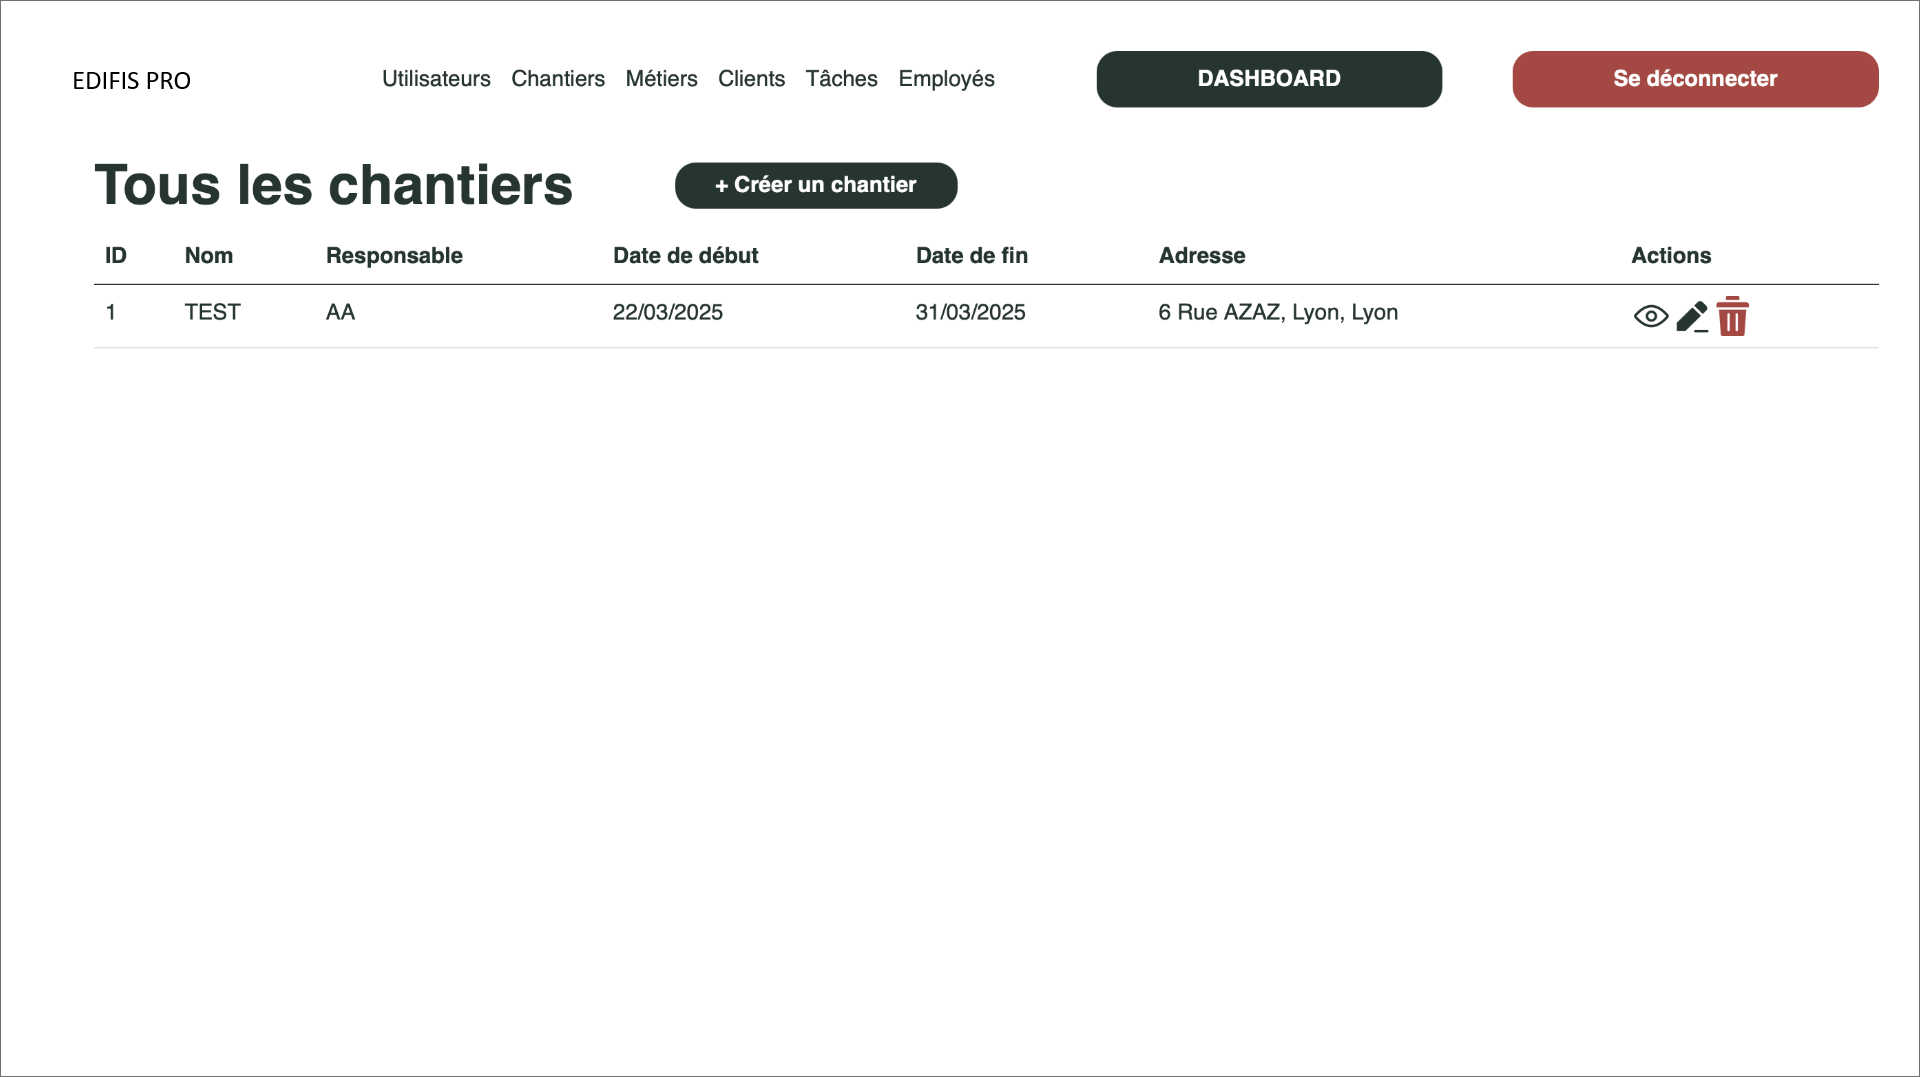 EDIFIS PRO Utilisateurs Chantiers Métiers Clients Tâches Employés DASHBOARD Se déconnecter
Tous les chantiers + Créer un chantier
ID Nom Responsable Date de début Date de fin Adresse Actions
1 TEST AA 22/03/2025 31/03/2025 6 Rue AZAZ, Lyon, Lyon